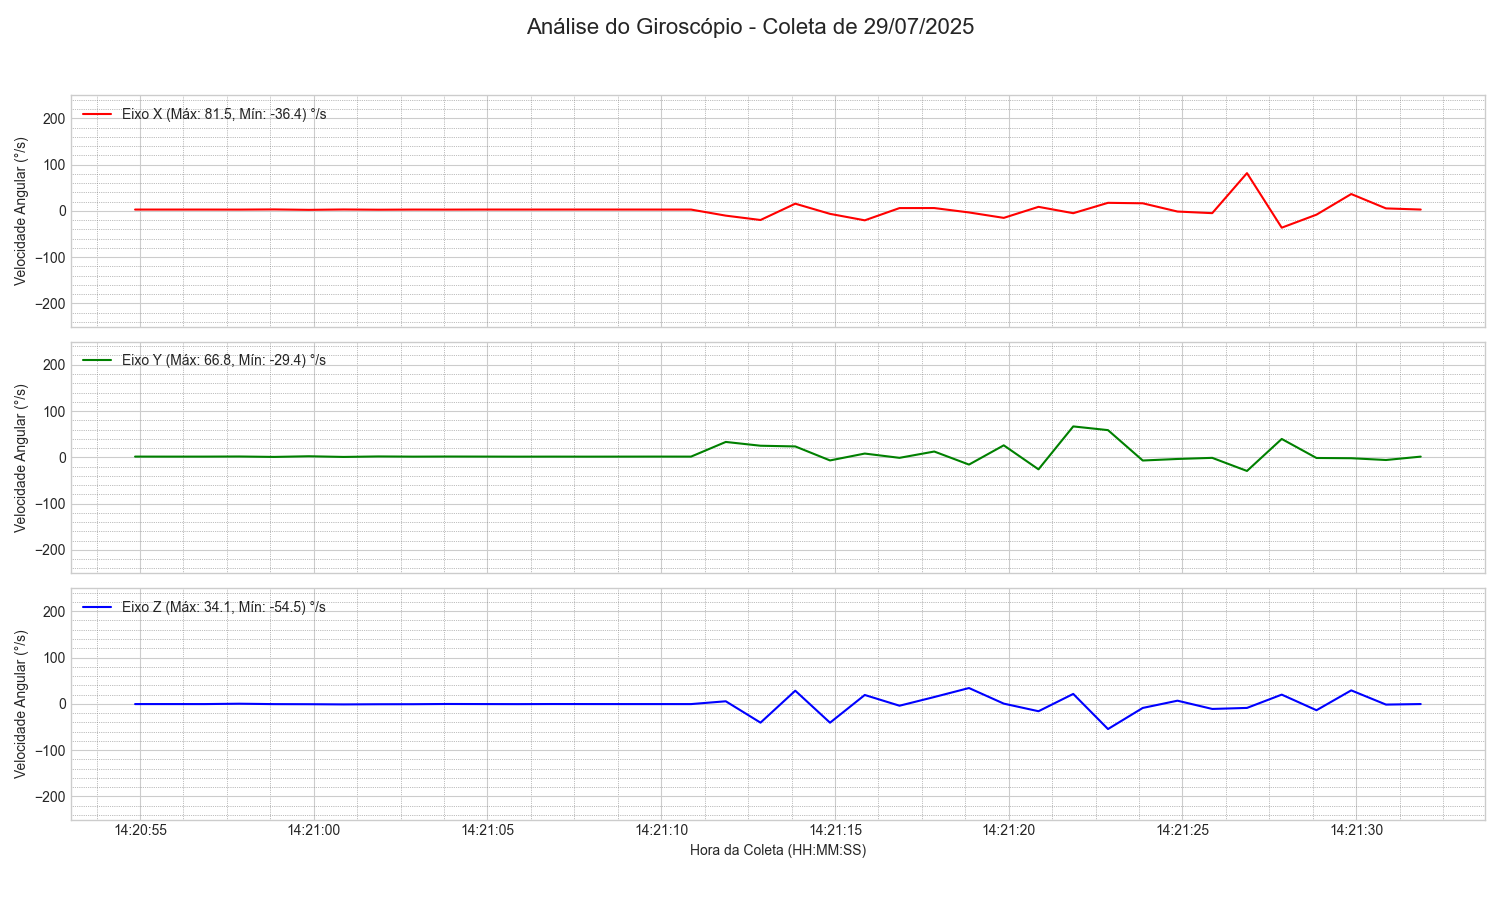 Análise do Giroscópio - Coleta de 29/07/2025
Eixo X (Máx: 81.5, Mín: -36.4) °/s
Velocidade Angular (°/s)
200
100
0
−100
−200
Eixo Y (Máx: 66.8, Mín: -29.4) °/s
Velocidade Angular (°/s)
200
100
0
−100
−200
Eixo Z (Máx: 34.1, Mín: -54.5) °/s
Velocidade Angular (°/s)
200
100
0
−100
−200
14:20:55 14:21:00 14:21:05 14:21:10 14:21:15 14:21:20 14:21:25 14:21:30
Hora da Coleta (HH:MM:SS)